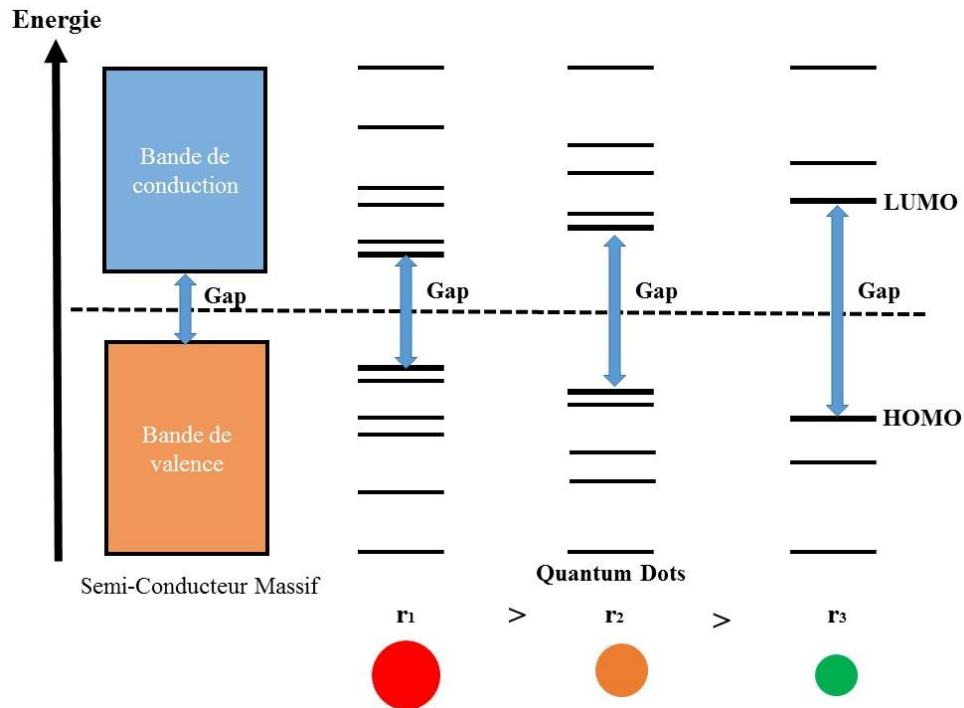 Energie
Bande de
conduction
LUMO
Gap
Gap
Gap
Gap
HOMO
Bande de
valence
Semi-Conducteur Massif
Quantum Dots
r1 > r2 > r3